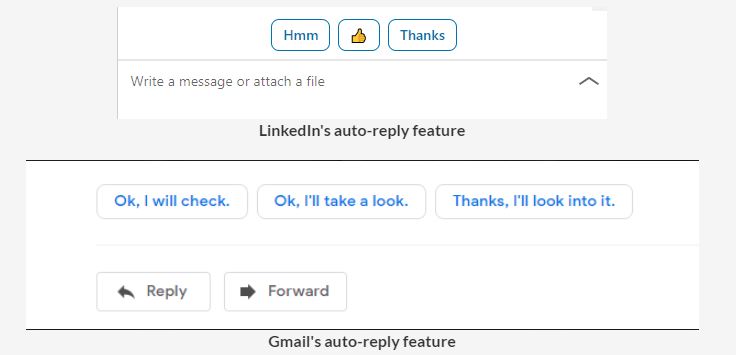 Hmm 👍 Thanks
Write a message or attach a file
LinkedIn's auto-reply feature
Ok, I will check. Ok, I'll take a look. Thanks, I'll look into it.
Reply Forward
Gmail's auto-reply feature